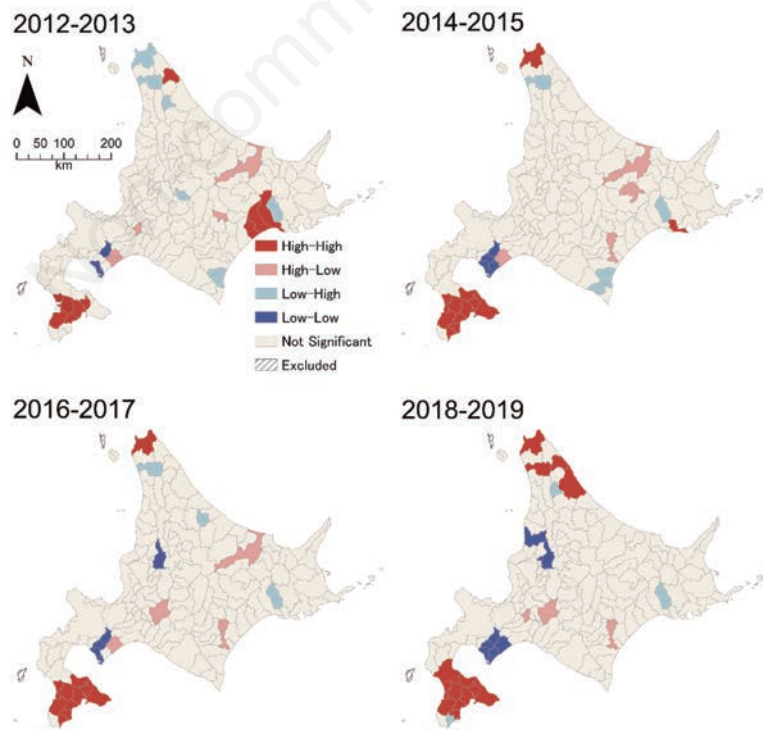 2012-2013
2014-2015
N
0 50 100 200
km
High-High
High-Low
Low-High
Low-Low
Not Significant
Excluded
2016-2017
2018-2019